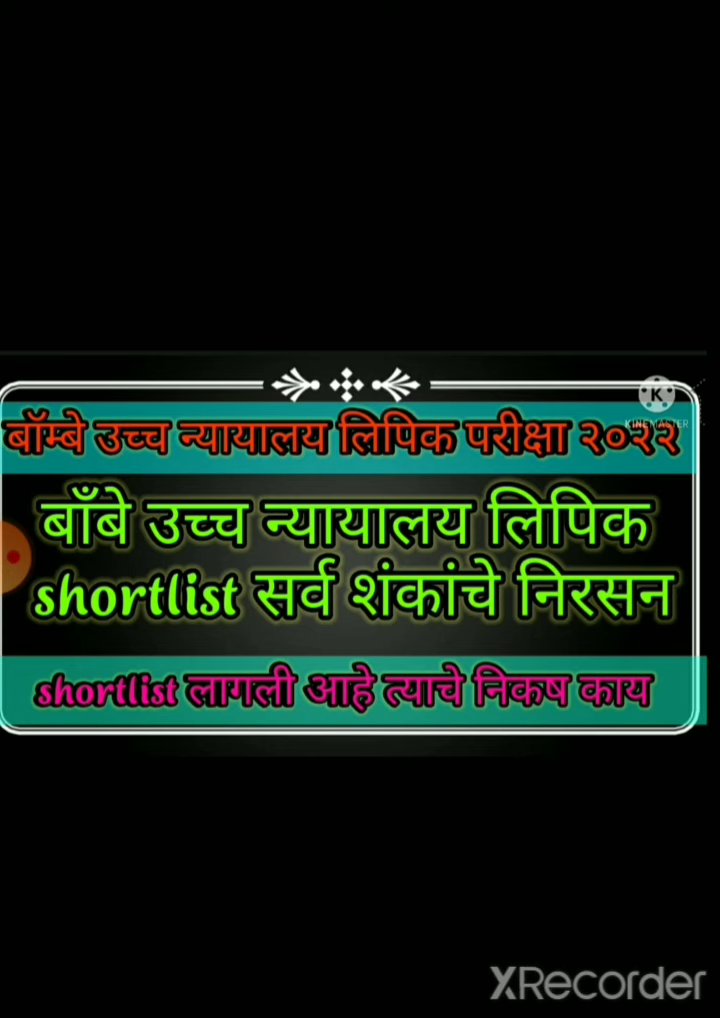 बॉम्बे उच्च न्यायालय लिपिक परीक्षा २०२२
KINEMASTER
बाँबे उच्च न्यायालय लिपिक
shortlist सर्व शंकांचे निरसन
shortlist लागली आहे त्याचे निकष काय
XRecorder